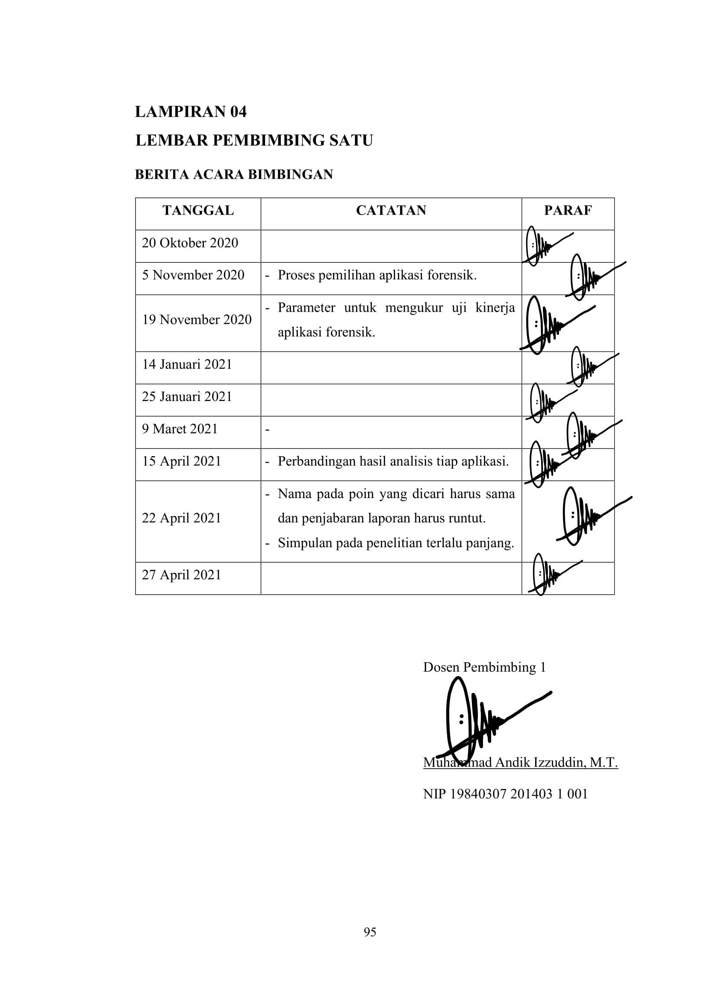 LAMPIRAN 04
LEMBAR PEMBIMBING SATU
BERITA ACARA BIMBINGAN
TANGGAL CATATAN PARAF
20 Oktober 2020
5 November 2020 - Proses pemilihan aplikasi forensik.
19 November 2020 - Parameter untuk mengukur uji kinerja
aplikasi forensik.
14 Januari 2021
25 Januari 2021
9 Maret 2021 -
15 April 2021 - Perbandingan hasil analisis tiap aplikasi.
22 April 2021 - Nama pada poin yang dicari harus sama
dan penjabaran laporan harus runtut.
- Simpulan pada penelitian terlalu panjang.
27 April 2021
Dosen Pembimbing 1
Muhammad Andik Izzuddin, M.T.
NIP 19840307 201403 1 001
95